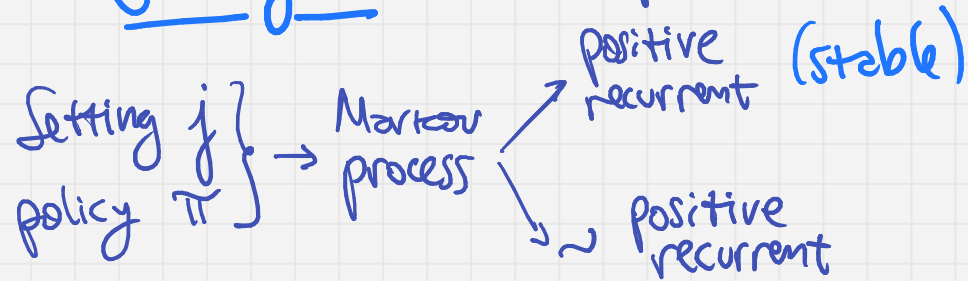 Setting j
policy π
} →
Markov
process
positive
recurrent
(stable)
~ positive
recurrent